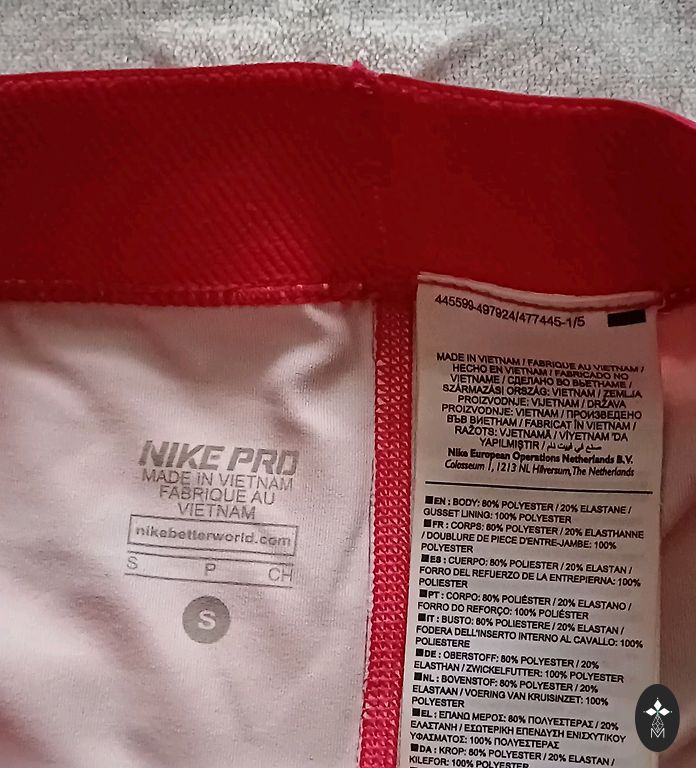 NIKE PRO
MADE IN VIETNAM
FABRIQUE AU
VIETNAM
nikebetterworld.com
S P CH
S
445599-497924/477445-1/5
MADE IN VIETNAM / FABRIQUE AU VIETNAM /
HECHO EN VIETNAM / FABRICADO NO
VIETNAME / СДЕЛАНО ВО ВЬЕТНАМЕ /
SZÁRMAZÁSI ORSZÁG: VIETNAM / ZEMLJA
PROIZVODNJE: VIJETNAM / DRŽAVA
PROIZVODNJE: VIETNAM / ПРОИЗВЕДЕНО
ВЪВ ВИЕТНАМ / FABRICAT ÎN VIETNAM /
RAŽOTS: VJETNAMĀ / VİYETNAM'DA
YAPILMIŞTIR / صنع في فييت نام
Nike European Operations Netherlands B.V.
Colosseum 1, 1213 NL Hilversum, The Netherlands
EN : BODY: 80% POLYESTER / 20% ELASTANE /
GUSSET LINING: 100% POLYESTER
FR : CORPS: 80% POLYESTER / 20% ELASTHANNE
/ DOUBLURE DE PIECE D'ENTRE-JAMBE: 100%
POLYESTER
ES : CUERPO: 80% POLIÉSTER / 20% ELASTAN /
FORRO DEL REFUERZO DE LA ENTREPIERNA: 100%
POLIESTER
PT : CORPO: 80% POLIÉSTER / 20% ELASTANO /
FORRO DO REFORÇO: 100% POLIÉSTER
IT : BUSTO: 80% POLIESTERE / 20% ELASTAN /
FODERA DELL'INSERTO INTERNO AL CAVALLO: 100%
POLIESTERE
DE : OBERSTOFF: 80% POLYESTER / 20%
ELASTHAN / ZWICKELFUTTER: 100% POLYESTER
NL : BOVENSTOF: 80% POLYESTER / 20%
ELASTAAN / VOERING VAN KRUISINZET: 100%
POLYESTER
EL : ΕΠΑΝΩ ΜΕΡΟΣ: 80% ΠΟΛΥΕΣΤΕΡΑΣ / 20%
ΕΛΑΣΤΑΝΗ / ΕΣΩΤΕΡΙΚΗ ΕΠΕΝΔΥΣΗ ΕΝΙΣΧΥΤΙΚΟΥ
ΥΦΑΣΜΑΤΟΣ: 100% ΠΟΛΥΕΣΤΕΡΑΣ
DA : KROP: 80% POLYESTER / 20% ELASTAN /
KILEFOR: 100% POLYESTER
M